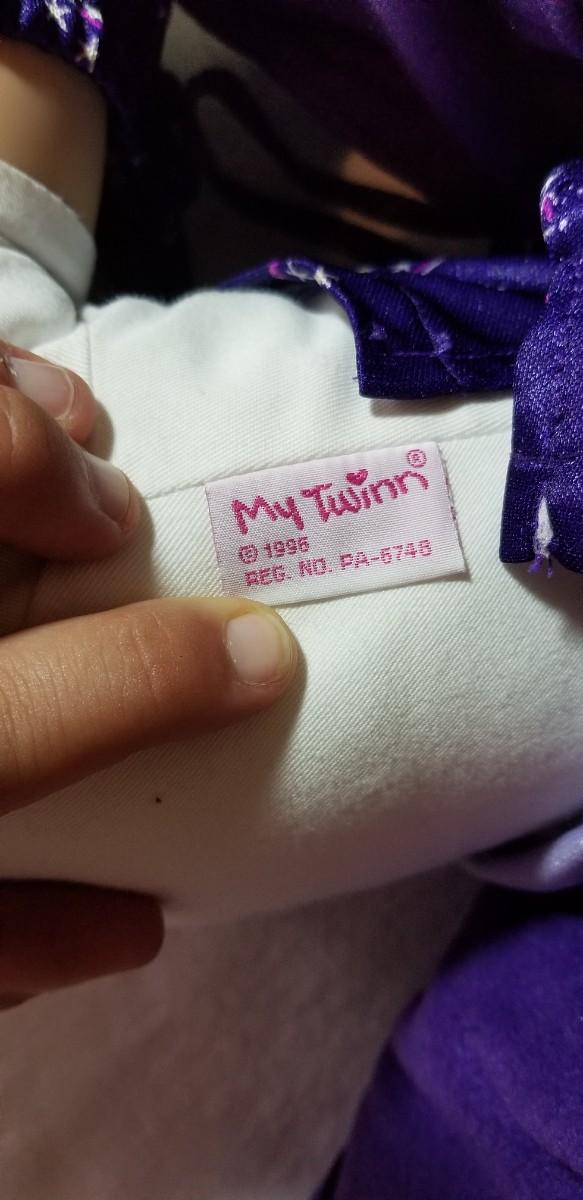 My Twinn®
© 1996
REG. NO. PA-6748